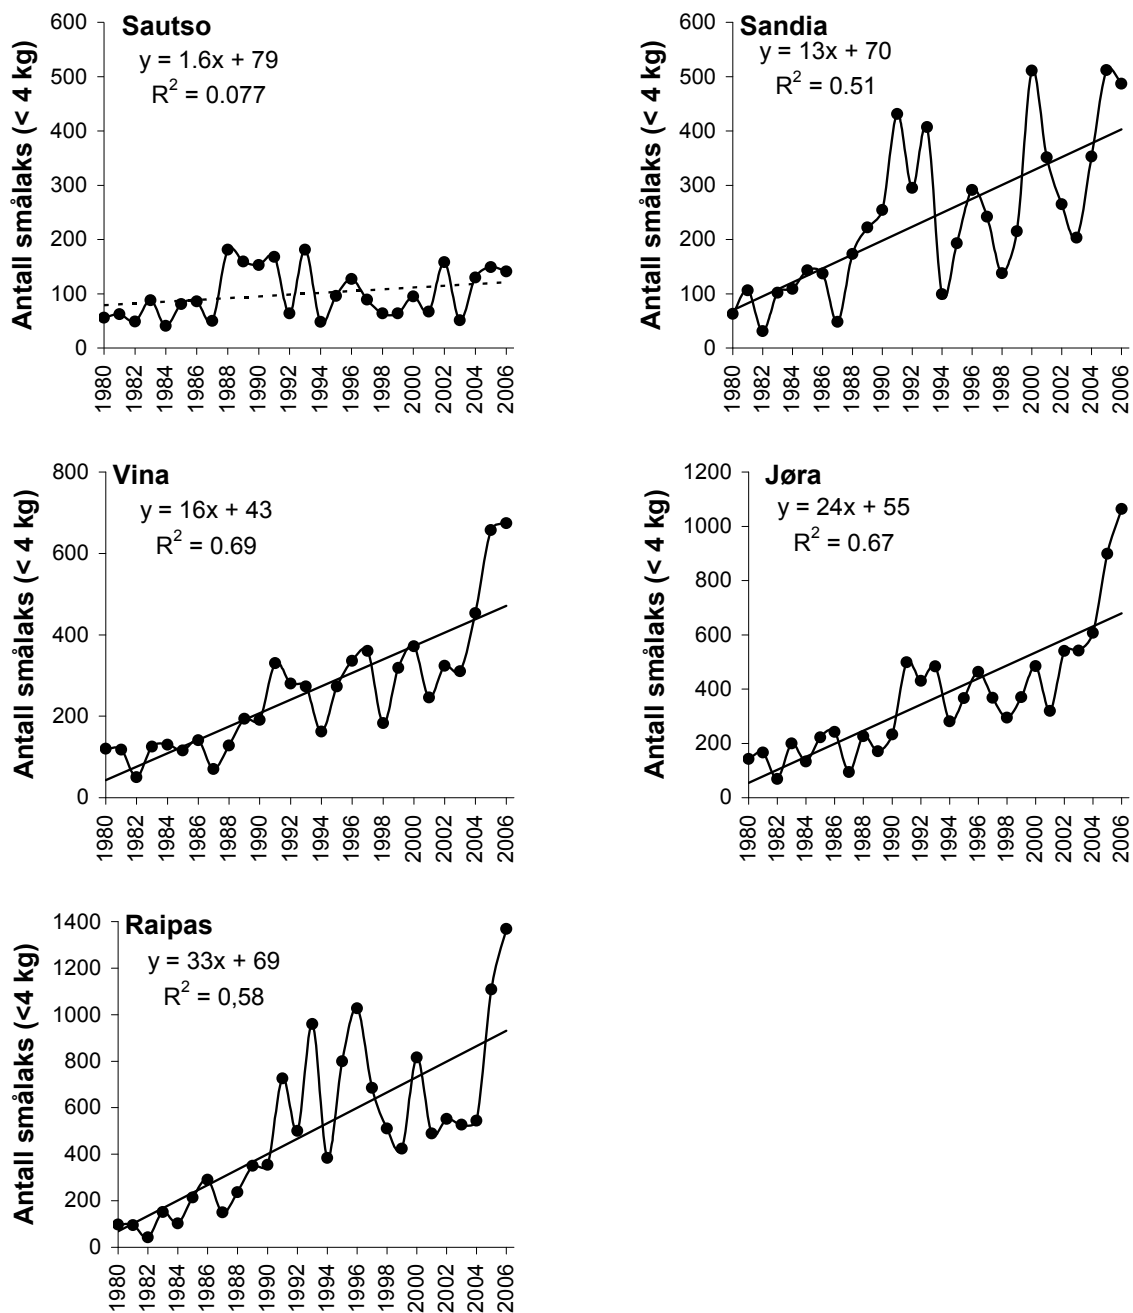 Sautso
y = 1.6x + 79
R² = 0.077
Antall smålaks (< 4 kg)
600
500
400
300
200
100
0
1980 1982 1984 1986 1988 1990 1992 1994 1996 1998 2000 2002 2004 2006
Sandia
y = 13x + 70
R² = 0.51
Antall smålaks (< 4 kg)
600
500
400
300
200
100
0
1980 1982 1984 1986 1988 1990 1992 1994 1996 1998 2000 2002 2004 2006
Vina
y = 16x + 43
R² = 0.69
Antall smålaks (< 4 kg)
800
600
400
200
0
1980 1982 1984 1986 1988 1990 1992 1994 1996 1998 2000 2002 2004 2006
Jøra
y = 24x + 55
R² = 0.67
Antall smålaks (< 4 kg)
1200
1000
800
600
400
200
0
1980 1982 1984 1986 1988 1990 1992 1994 1996 1998 2000 2002 2004 2006
Raipas
y = 33x + 69
R² = 0,58
Antall smålaks (<4 kg)
1400
1200
1000
800
600
400
200
0
1980 1982 1984 1986 1988 1990 1992 1994 1996 1998 2000 2002 2004 2006